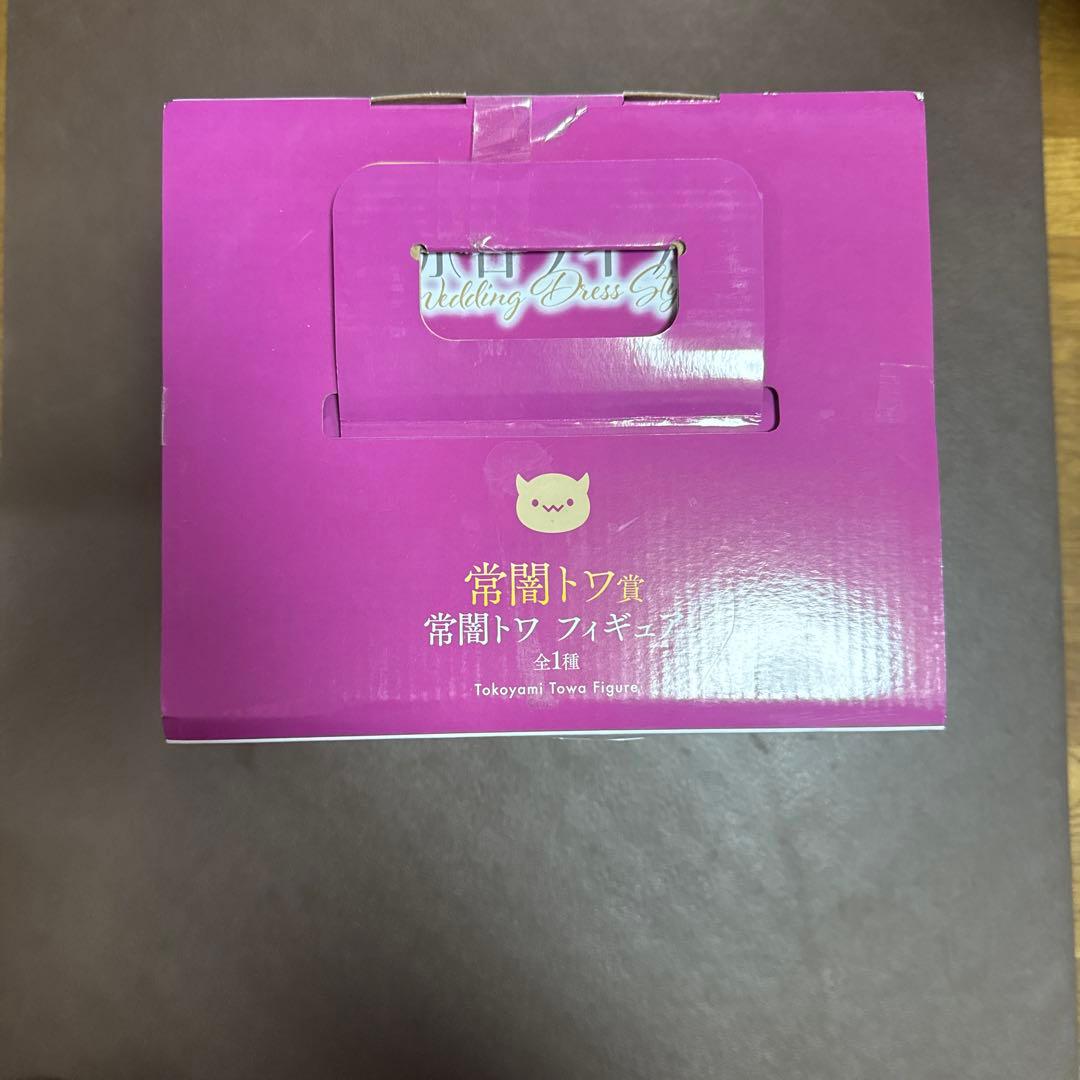 Wedding Dress Sty
常闇トワ賞
常闇トワ フィギュア
全1種
Tokoyami Towa Figure